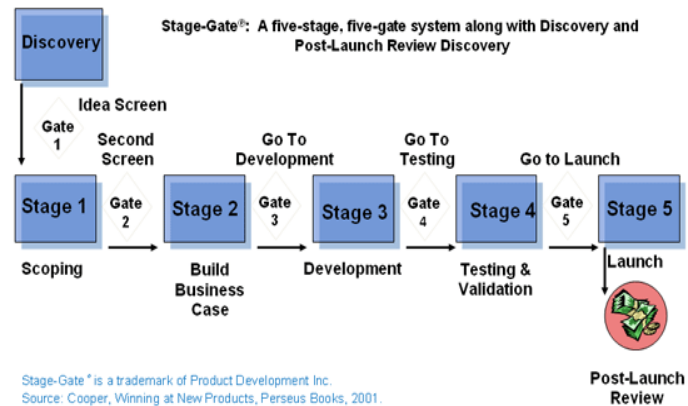 Stage-Gate®: A five-stage, five-gate system along with Discovery and
Post-Launch Review Discovery
Discovery
Idea Screen
Gate
1
Second
Screen
Go To
Development
Go To
Testing
Go to Launch
Stage 1
Gate
2
Stage 2
Gate
3
Stage 3
Gate
4
Stage 4
Gate
5
Stage 5
Scoping
Build
Business
Case
Development
Testing &
Validation
Launch
Post-Launch
Review
Stage-Gate ® is a trademark of Product Development Inc.
Source: Cooper, Winning at New Products, Perseus Books, 2001.